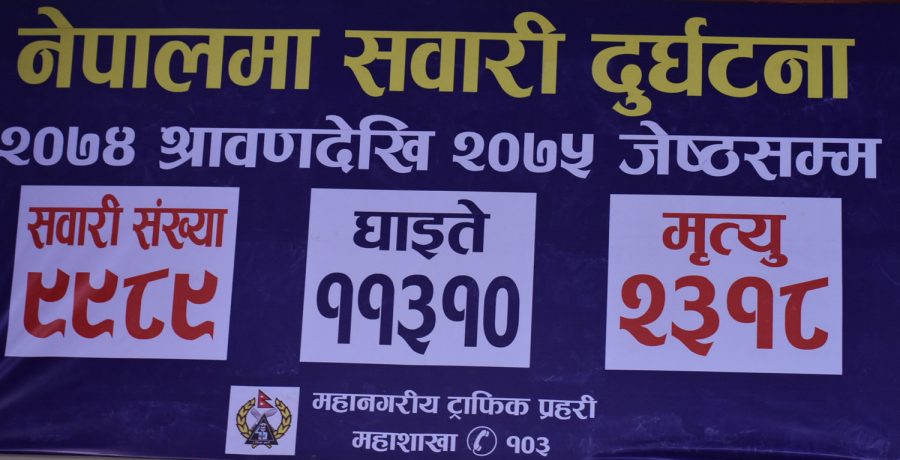 नेपालमा सवारी दुर्घटना
२०७४ श्रावणदेखि २०७५ जेष्ठसम्म
सवारी संख्या
९९८९
घाइते
११३१०
मृत्यु
२३१८
महानगरीय ट्राफिक प्रहरी
महाशाखा ✆ १०३